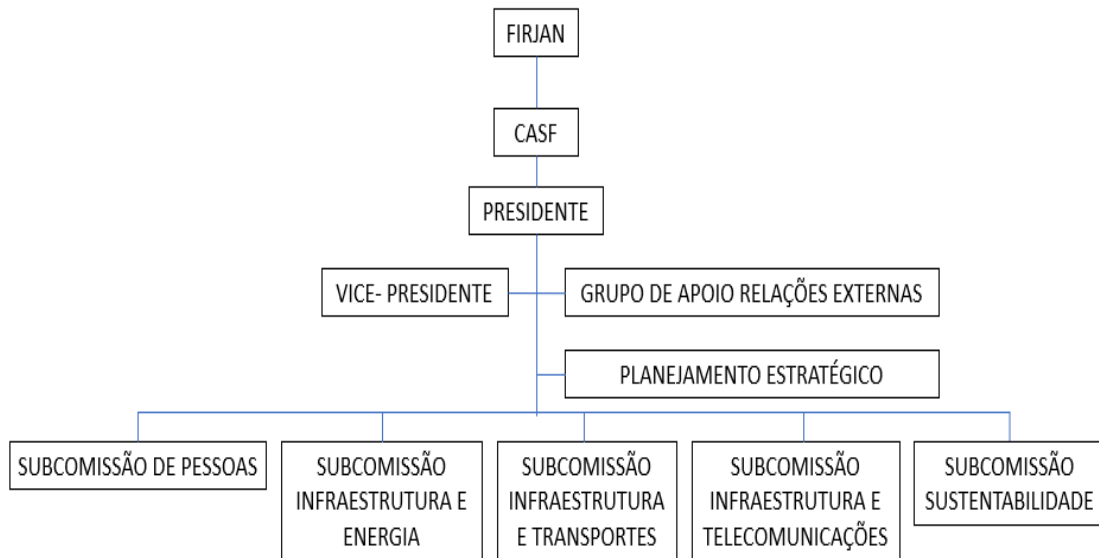 FIRJAN
CASF
PRESIDENTE
VICE- PRESIDENTE
GRUPO DE APOIO RELAÇÕES EXTERNAS
PLANEJAMENTO ESTRATÉGICO
SUBCOMISSÃO DE PESSOAS
SUBCOMISSÃO
INFRAESTRUTURA E
ENERGIA
SUBCOMISSÃO
INFRAESTRUTURA
E TRANSPORTES
SUBCOMISSÃO
INFRAESTRUTURA E
TELECOMUNICAÇÕES
SUBCOMISSÃO
SUSTENTABILIDADE